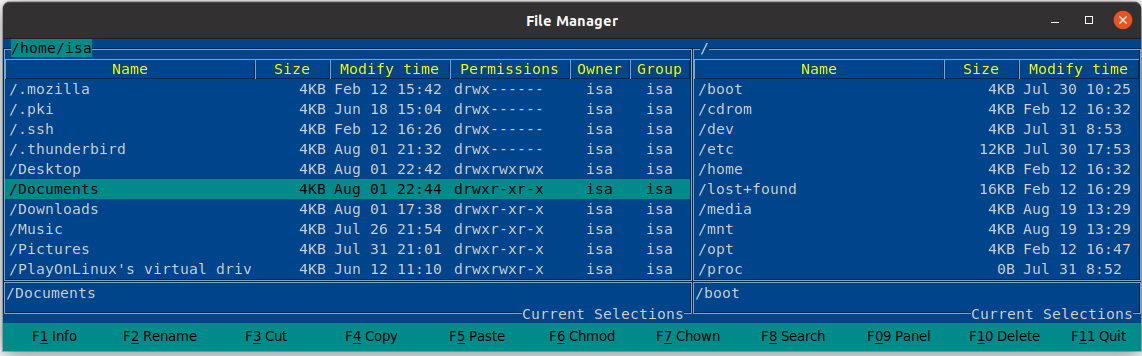 File Manager
/home/isa /
Name Size Modify time Permissions Owner Group Name Size Modify time
/.mozilla 4KB Feb 12 15:42 drwx------ isa isa /boot 4KB Jul 30 10:25
/.pki 4KB Jun 18 15:04 drwx------ isa isa /cdrom 4KB Feb 12 16:32
/.ssh 4KB Feb 12 16:26 drwx------ isa isa /dev 4KB Jul 31 8:53
/.thunderbird 4KB Aug 01 21:32 drwx------ isa isa /etc 12KB Jul 30 17:53
/Desktop 4KB Aug 01 22:42 drwxrwxrwx isa isa /home 4KB Feb 12 16:32
/Documents 4KB Aug 01 22:44 drwxr-xr-x isa isa /lost+found 16KB Feb 12 16:29
/Downloads 4KB Aug 01 17:38 drwxr-xr-x isa isa /media 4KB Aug 19 13:29
/Music 4KB Jul 26 21:54 drwxr-xr-x isa isa /mnt 4KB Aug 19 13:29
/Pictures 4KB Jul 31 21:01 drwxr-xr-x isa isa /opt 4KB Feb 12 16:47
/PlayOnLinux's virtual driv 4KB Jun 12 11:10 drwxrwxr-x isa isa /proc 0B Jul 31 8:52
/Documents /boot
Current Selections Current Selections
F1 Info F2 Rename F3 Cut F4 Copy F5 Paste F6 Chmod F7 Chown F8 Search F09 Panel F10 Delete F11 Quit